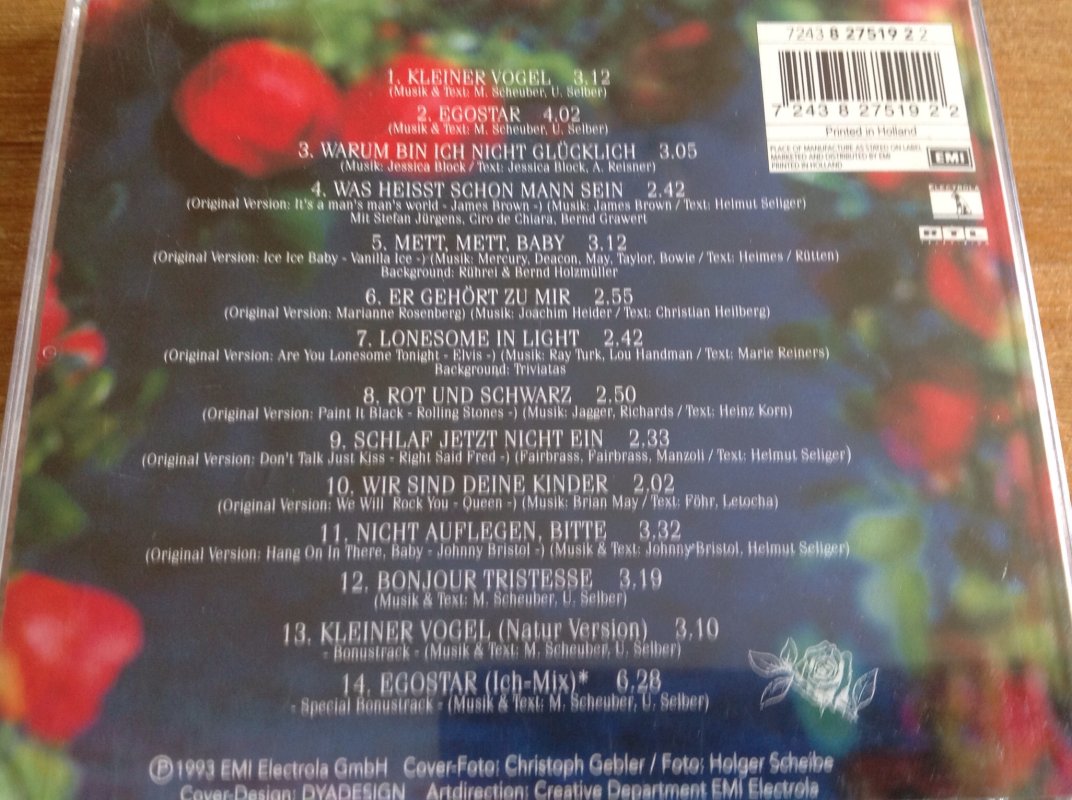 7243 8 27519 2 2
7 243 8 27519 2 2
Printed in Holland
PLACE OF MANUFACTURE AS STATED ON LABEL
MARKETED AND DISTRIBUTED BY EMI
PRINTED IN HOLLAND
EMI
ELECTROLA
RTL
1. KLEINER VOGEL 3.12
(Musik & Text: M. Scheuber, U. Selber)
2. EGOSTAR 4.02
(Musik & Text: M. Scheuber, U. Selber)
3. WARUM BIN ICH NICHT GLÜCKLICH 3.05
(Musik: Jessica Block / Text: Jessica Block, A. Reisner)
4. WAS HEISST SCHON MANN SEIN 2.42
(Original Version: It's a man's man's world - James Brown -) (Musik: James Brown / Text: Helmut Seliger)
Mit Stefan Jürgens, Ciro de Chiara, Bernd Grawert
5. METT, METT, BABY 3.12
(Original Version: Ice Ice Baby - Vanilla Ice -) (Musik: Mercury, Deacon, May, Taylor, Bowie / Text: Heimes / Rütten)
Background: Rührei & Bernd Holzmüller
6. ER GEHÖRT ZU MIR 2.55
(Original Version: Marianne Rosenberg) (Musik: Joachim Heider / Text: Christian Heilberg)
7. LONESOME IN LIGHT 2.42
(Original Version: Are You Lonesome Tonight - Elvis -) (Musik: Ray Turk, Lou Handman / Text: Marie Reiners)
Background: Triviatas
8. ROT UND SCHWARZ 2.50
(Original Version: Paint It Black - Rolling Stones -) (Musik: Jagger, Richards / Text: Heinz Korn)
9. SCHLAF JETZT NICHT EIN 2.33
(Original Version: Don't Talk Just Kiss - Right Said Fred -) (Fairbrass, Fairbrass, Manzoli / Text: Helmut Seliger)
10. WIR SIND DEINE KINDER 2.02
(Original Version: We Will Rock You - Queen -) (Musik: Brian May / Text: Föhr, Letocha)
11. NICHT AUFLEGEN, BITTE 3.32
(Original Version: Hang On In There, Baby - Johnny Bristol -) (Musik & Text: Johnny Bristol, Helmut Seliger)
12. BONJOUR TRISTESSE 3.19
(Musik & Text: M. Scheuber, U. Selber)
13. KLEINER VOGEL (Natur Version) 3.10
- Bonustrack - (Musik & Text: M. Scheuber, U. Selber)
14. EGOSTAR (Ich-Mix)* 6.28
- Special Bonustrack - (Musik & Text: M. Scheuber, U. Selber)
Ⓟ 1993 EMI Electrola GmbH Cover-Foto: Christoph Gebler / Foto: Holger Scheibe
Cover-Design: DYADESIGN Artdirection: Creative Department EMI Electrola